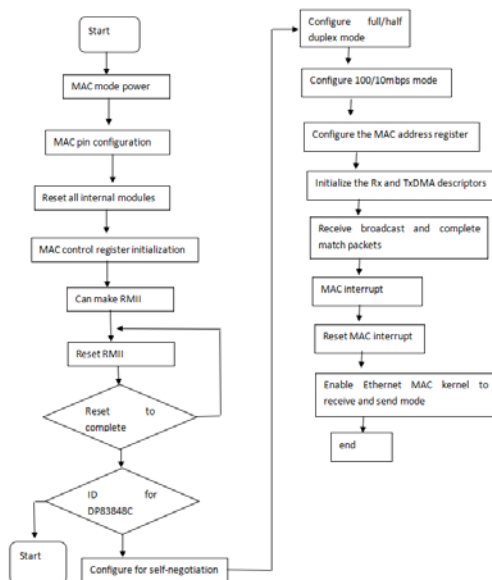 Start
MAC mode power
MAC pin configuration
Reset all internal modules
MAC control register initialization
Can make RMII
Reset RMII
Reset to
complete
ID for
DP83848C
Start
Configure for self-negotiation
Configure full/half
duplex mode
Configure 100/10mbps mode
Configure the MAC address register
Initialize the Rx and TxDMA descriptors
Receive broadcast and complete
match packets
MAC interrupt
Reset MAC interrupt
Enable Ethernet MAC kernel to
receive and send mode
end